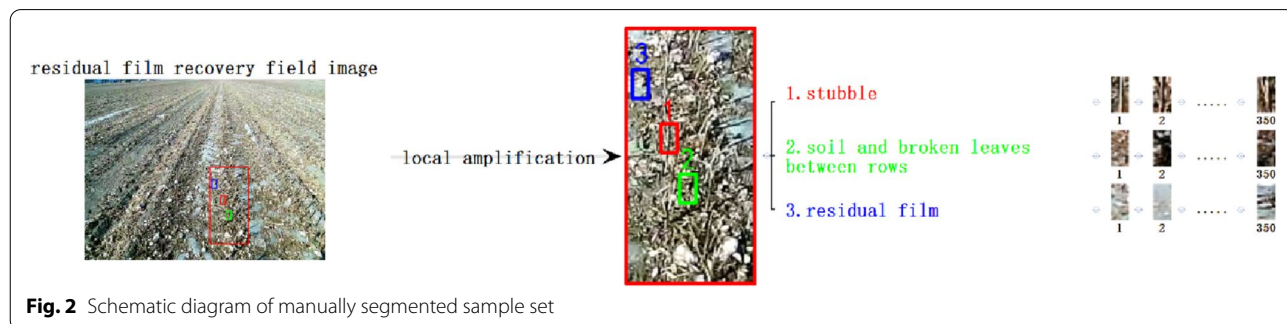 residual film recovery field image
3
1
2
3
1
2
local amplification
1.stubble
2.soil and broken leaves
between rows
3.residual film
.....
1 2 350
.....
1 2 350
.....
1 2 350
Fig. 2 Schematic diagram of manually segmented sample set